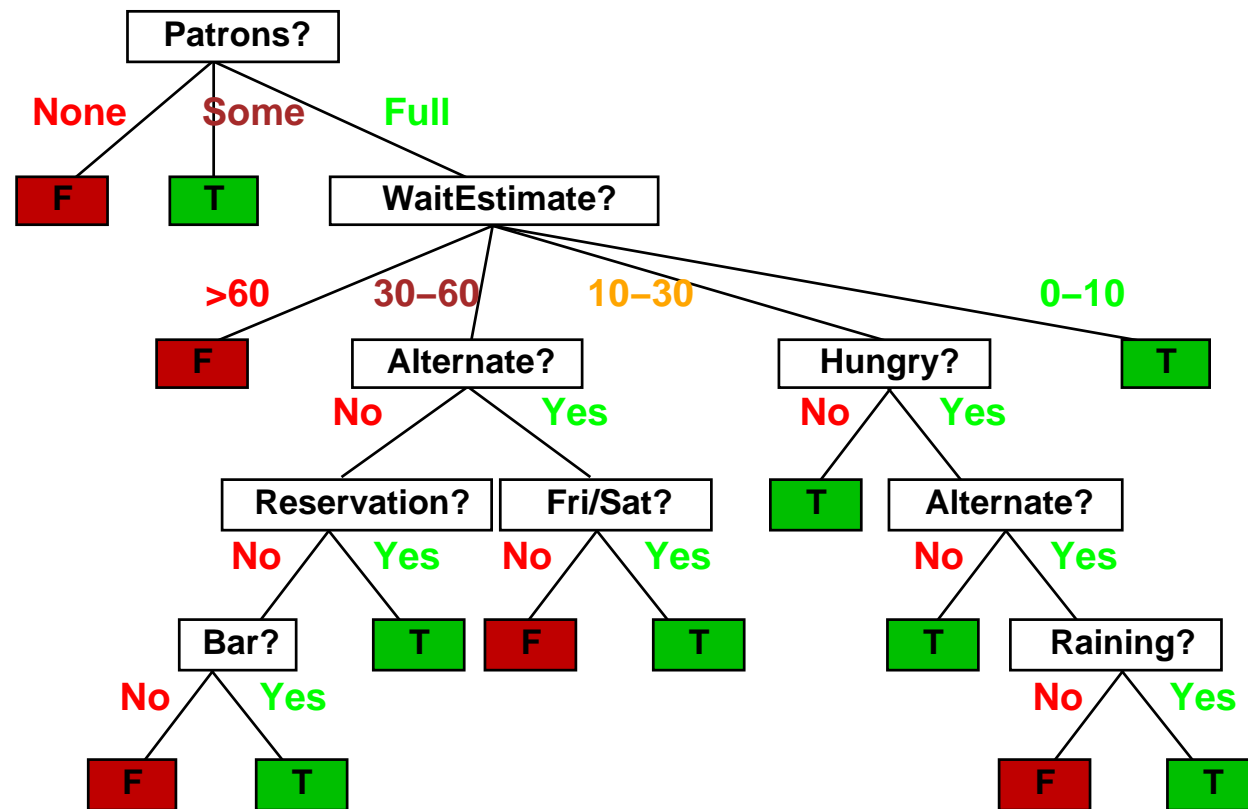 Patrons?
None Some Full
F T WaitEstimate?
>60 30–60 10–30 0–10
F Alternate? Hungry? T
No Yes No Yes
Reservation? Fri/Sat? T Alternate?
No Yes No Yes No Yes
Bar? T F T T Raining?
No Yes No Yes
F T F T